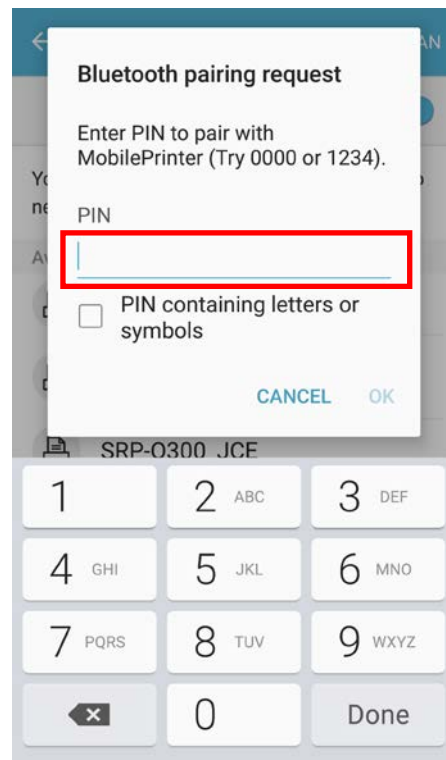 AN
Bluetooth pairing request
Enter PIN to pair with
MobilePrinter (Try 0000 or 1234).
PIN
PIN containing letters or
symbols
CANCEL OK
SRP-Q300_JCE
1 2 ABC 3 DEF
4 GHI 5 JKL 6 MNO
7 PQRS 8 TUV 9 WXYZ
0 Done